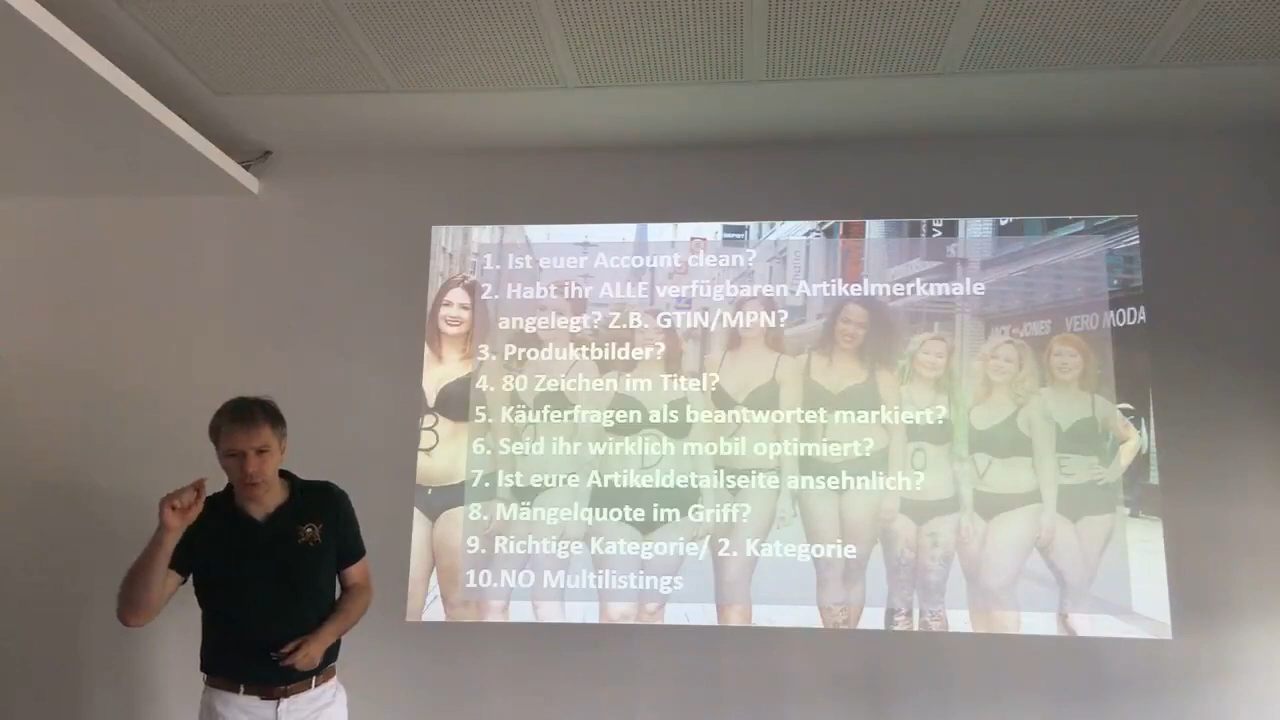 1. Ist euer Account clean?
2. Habt ihr ALLE verfügbaren Artikelmerkmale
angelegt? Z.B. GTIN/MPN?
3. Produktbilder?
4. 80 Zeichen im Titel?
5. Käuferfragen als beantwortet markiert?
6. Seid ihr wirklich mobil optimiert?
7. Ist eure Artikeldetailseite ansehnlich?
8. Mängelquote im Griff?
9. Richtige Kategorie/ 2. Kategorie
10.NO Multilistings
DEPOT
JACK JONES VERO MODA
B
D
O V E